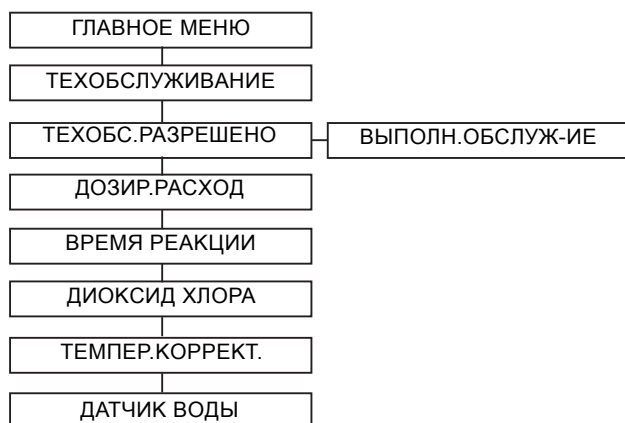 ГЛАВНОЕ МЕНЮ
ТЕХОБСЛУЖИВАНИЕ
ТЕХОБС.РАЗРЕШЕНО
ВЫПОЛН.ОБСЛУЖ-ИЕ
ДОЗИР.РАСХОД
ВРЕМЯ РЕАКЦИИ
ДИОКСИД ХЛОРА
ТЕМПЕР.КОРРЕКТ.
ДАТЧИК ВОДЫ